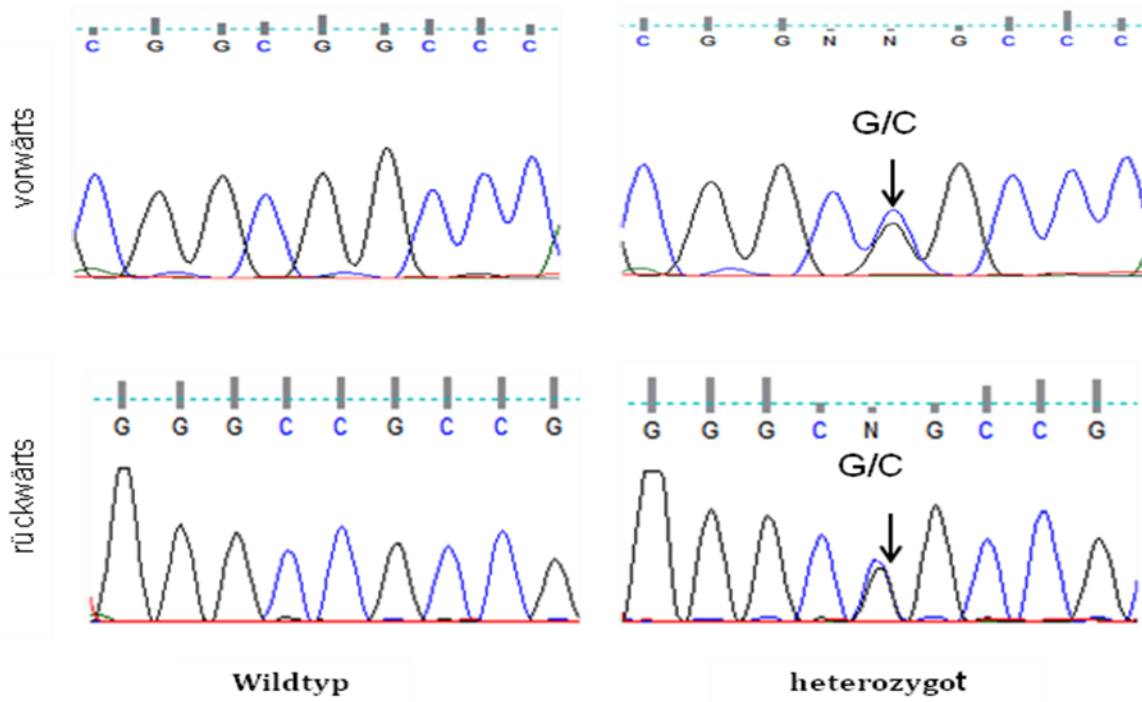 C G G C G G C C C
C G G N N G C C C
vorwärts
G/C
G G G C C G C C G
G G G C N G C C G
rückwärts
G/C
Wildtyp
heterozygot